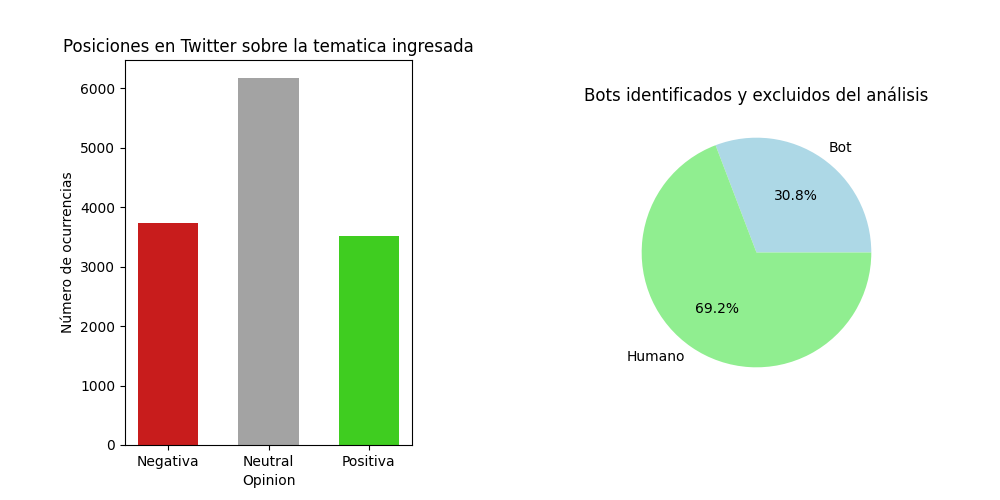 Posiciones en Twitter sobre la tematica ingresada
Número de ocurrencias
6000
5000
4000
3000
2000
1000
0
Negativa
Neutral
Positiva
Opinion
Bots identificados y excluidos del análisis
Bot
30.8%
69.2%
Humano